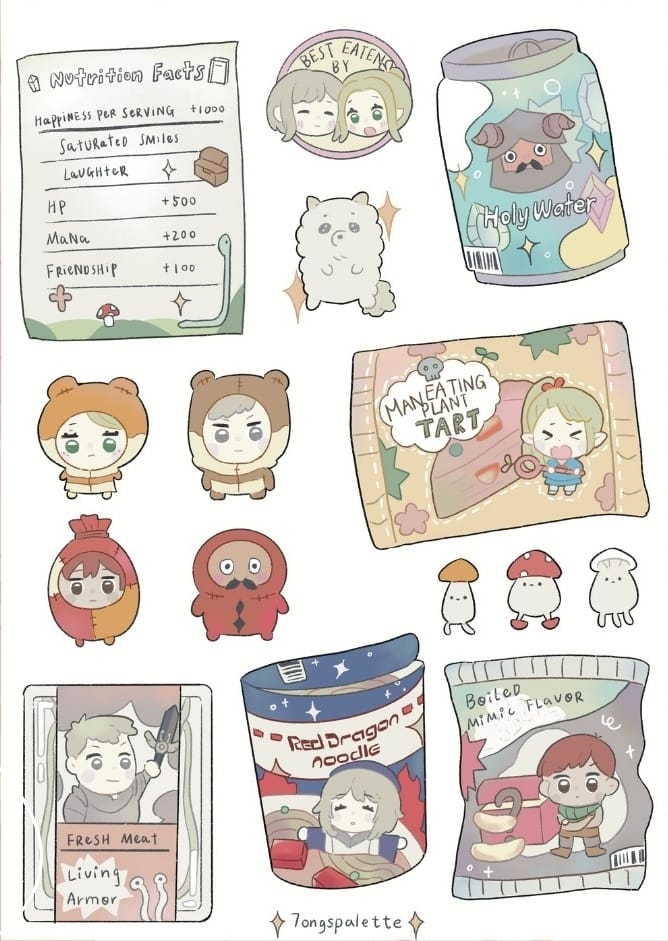 Nutrition Facts
Happiness per serving +1000
Saturated Smiles
Laughter
HP +500
Mana +200
Friendship +100
BEST EATEN
BY
Holy Water
MAN EATING
PLANT
TART
Red Dragon
noodle
Boiled
Mimic Flavor
Fresh Meat
Living
Armor
7ongspalette